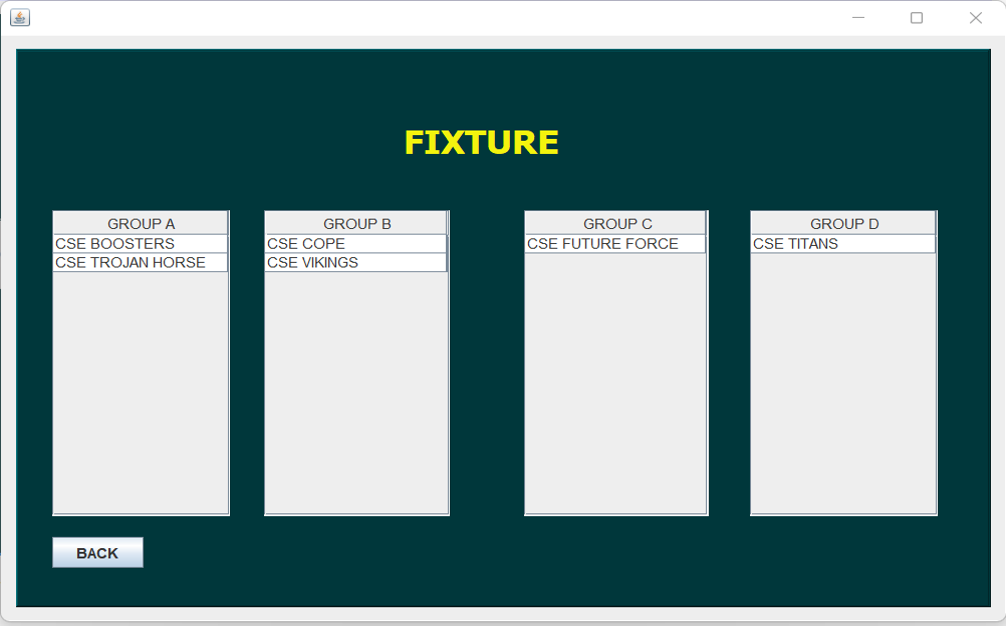 FIXTURE
GROUP A
CSE BOOSTERS
CSE TROJAN HORSE
GROUP B
CSE COPE
CSE VIKINGS
GROUP C
CSE FUTURE FORCE
GROUP D
CSE TITANS
BACK